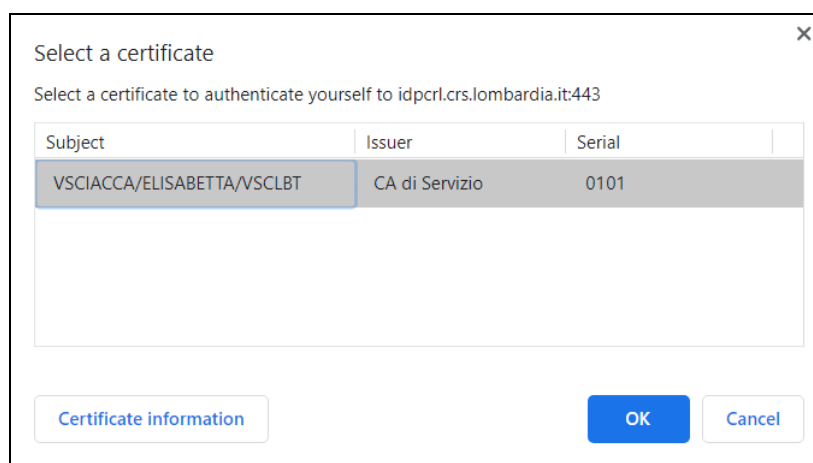 Select a certificate
Select a certificate to authenticate yourself to idpcrl.crs.lombardia.it:443
Subject Issuer Serial
VSCIACCA/ELISABETTA/VSCLBT CA di Servizio 0101
Certificate information OK Cancel